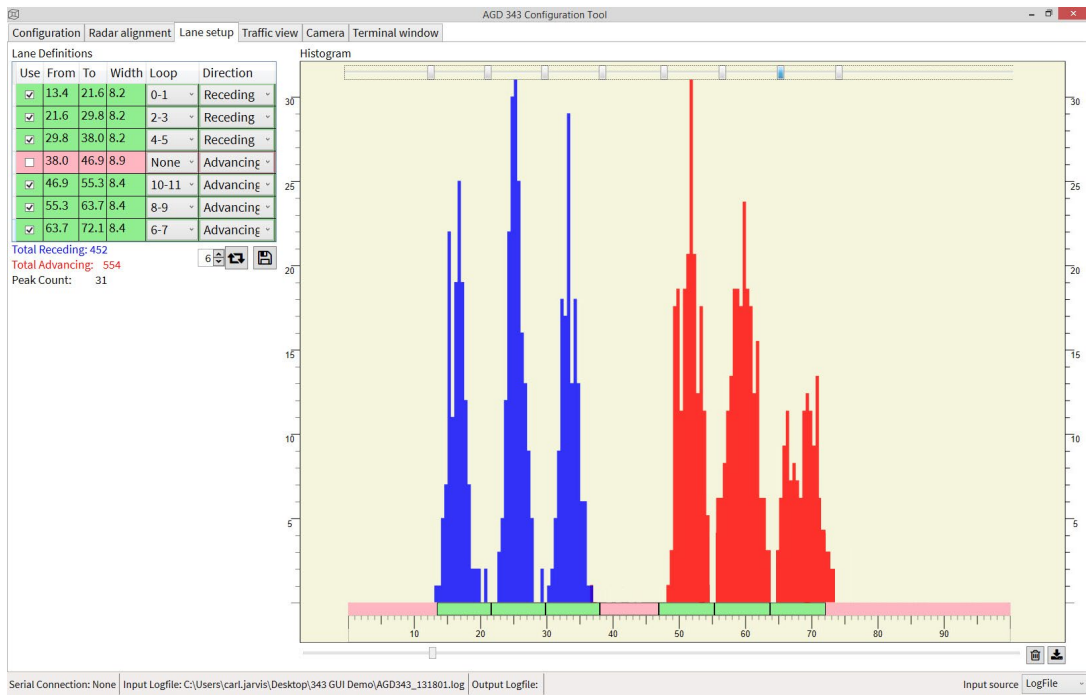 AGD 343 Configuration Tool
Configuration Radar alignment Lane setup Traffic view Camera Terminal window
Lane Definitions
Use From To Width Loop Direction
13.4 21.6 8.2 0-1 Receding
21.6 29.8 8.2 2-3 Receding
29.8 38.0 8.2 4-5 Receding
38.0 46.9 8.9 None Advancing
46.9 55.3 8.4 10-11 Advancing
55.3 63.7 8.4 8-9 Advancing
63.7 72.1 8.4 6-7 Advancing
Total Receding: 452
Total Advancing: 554
6
Peak Count: 31
Histogram
30 30
25 25
20 20
15 15
10 10
5 5
10 20 30 40 50 60 70 80 90
Serial Connection: None Input Logfile: C:\Users\carl.jarvis\Desktop\343 GUI Demo\AGD343_131801.log Output Logfile: Input source LogFile